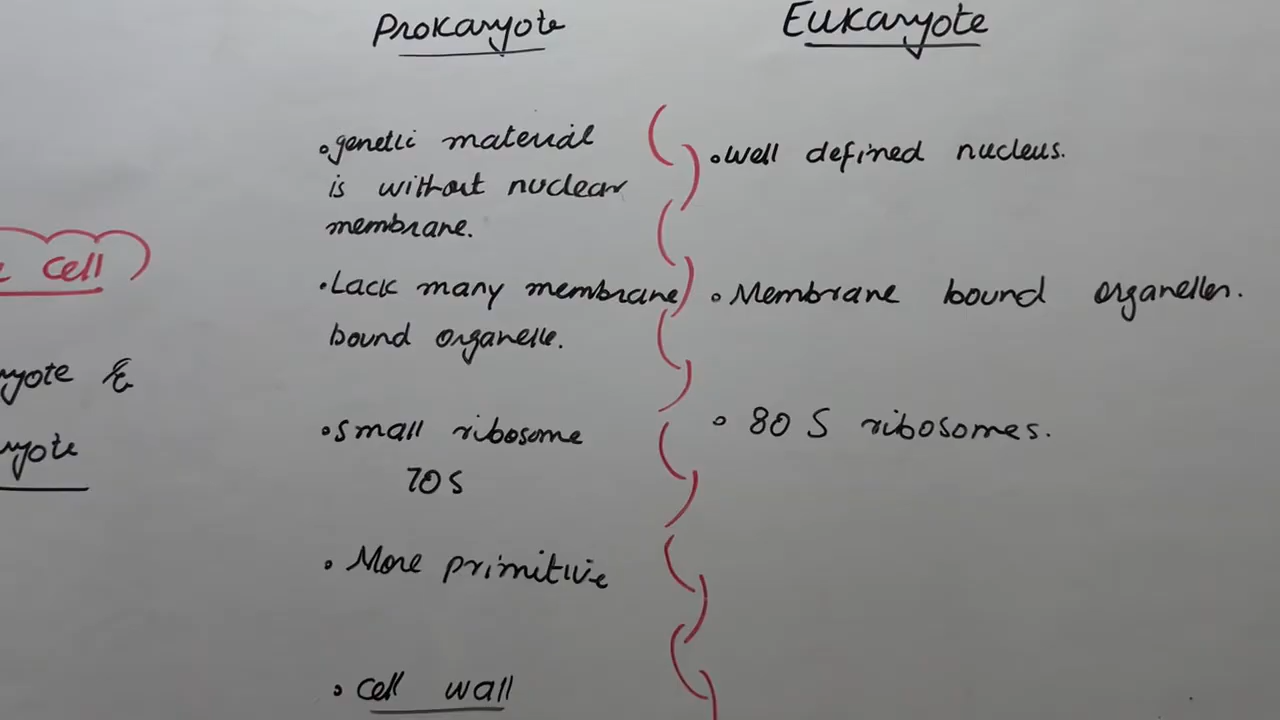 Prokaryote
Eukaryote
cell
yote &
yote
• genetic material
is without nuclear
membrane.
• Lack many membrane
bound organelle.
• small ribosome
70 S
• More primitive
• cell wall
• well defined nucleus.
• Membrane bound organelles.
• 80 S ribosomes.